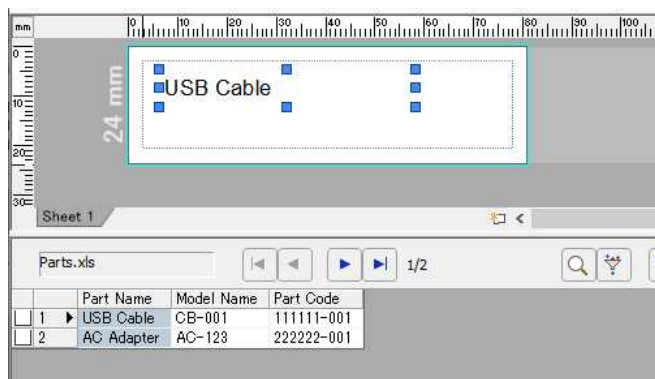 mm
0 10 20 30 40 50 60 70 80 90 100
0
10
20
30
24 mm
USB Cable
Sheet 1
Parts.xls
1/2
Part Name Model Name Part Code
1 USB Cable CB-001 111111-001
2 AC Adapter AC-123 222222-001